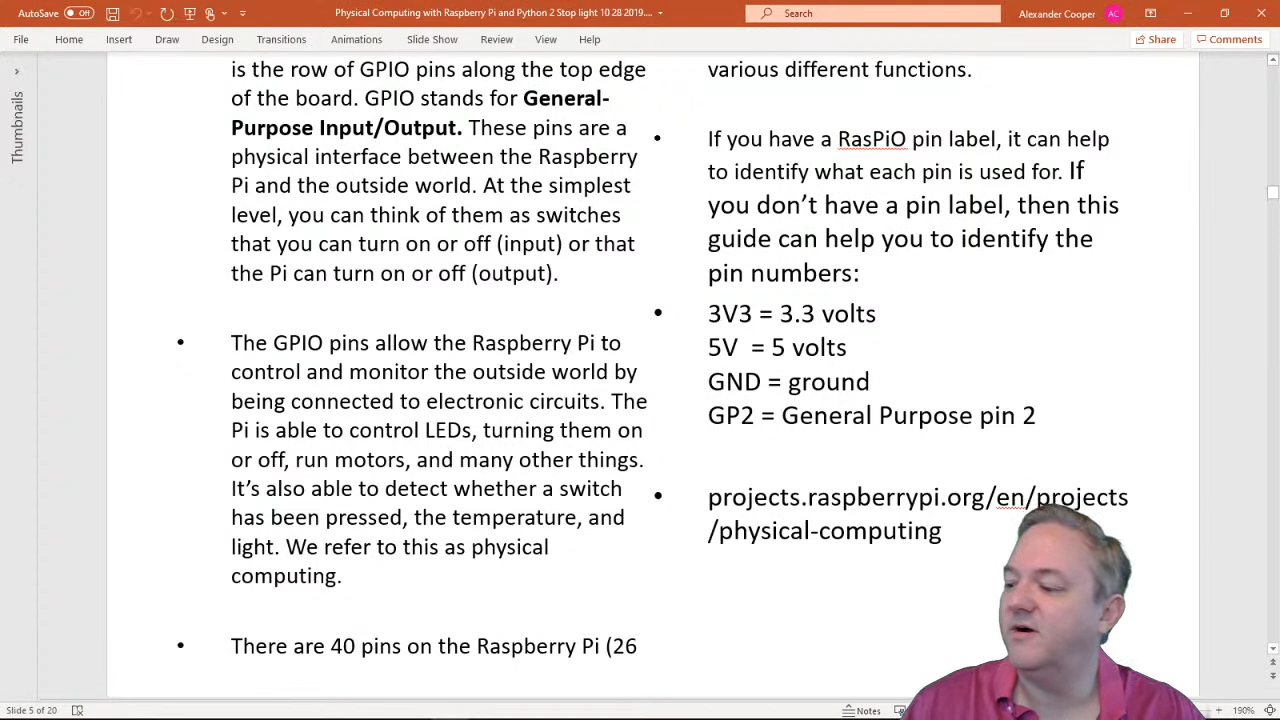 AutoSave Off
Physical Computing with Raspberry Pi and Python 2 Stop light 10 28 2019....
Search
Alexander Cooper AC
File Home Insert Draw Design Transitions Animations Slide Show Review View Help Share Comments
Thumbnails
is the row of GPIO pins along the top edge
of the board. GPIO stands for General-
Purpose Input/Output. These pins are a
physical interface between the Raspberry
Pi and the outside world. At the simplest
level, you can think of them as switches
that you can turn on or off (input) or that
the Pi can turn on or off (output).
• The GPIO pins allow the Raspberry Pi to
control and monitor the outside world by
being connected to electronic circuits. The
Pi is able to control LEDs, turning them on
or off, run motors, and many other things.
It’s also able to detect whether a switch
has been pressed, the temperature, and
light. We refer to this as physical
computing.
• There are 40 pins on the Raspberry Pi (26
various different functions.
• If you have a RasPiO pin label, it can help
to identify what each pin is used for. If
you don’t have a pin label, then this
guide can help you to identify the
pin numbers:
• 3V3 = 3.3 volts
5V  = 5 volts
GND = ground
GP2 = General Purpose pin 2
• projects.raspberrypi.org/en/projects
/physical-computing
Slide 5 of 20
Notes
190%